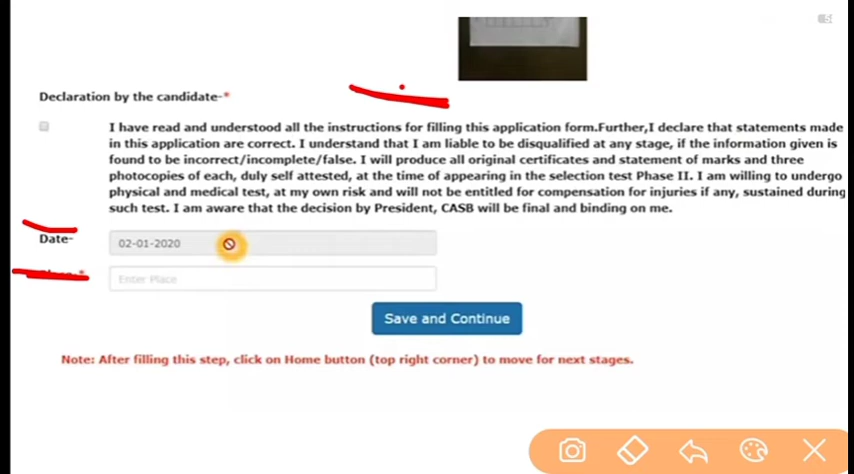 Declaration by the candidate-*
I have read and understood all the instructions for filling this application form.Further,I declare that statements made
in this application are correct. I understand that I am liable to be disqualified at any stage, if the information given is
found to be incorrect/incomplete/false. I will produce all original certificates and statement of marks and three
photocopies of each, duly self attested, at the time of appearing in the selection test Phase II. I am willing to undergo
physical and medical test, at my own risk and will not be entitled for compensation for injuries if any, sustained during
such test. I am aware that the decision by President, CASB will be final and binding on me.
Date-
02-01-2020
Enter Place
Save and Continue
Note: After filling this step, click on Home button (top right corner) to move for next stages.